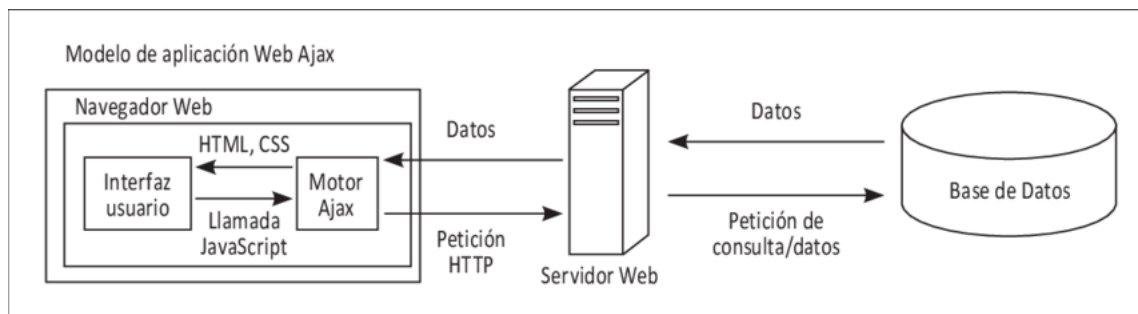 Modelo de aplicación Web Ajax
Navegador Web
HTML, CSS
Interfaz
usuario
Llamada
JavaScript
Motor
Ajax
Datos
Petición
HTTP
Servidor Web
Datos
Petición de
consulta/datos
Base de Datos